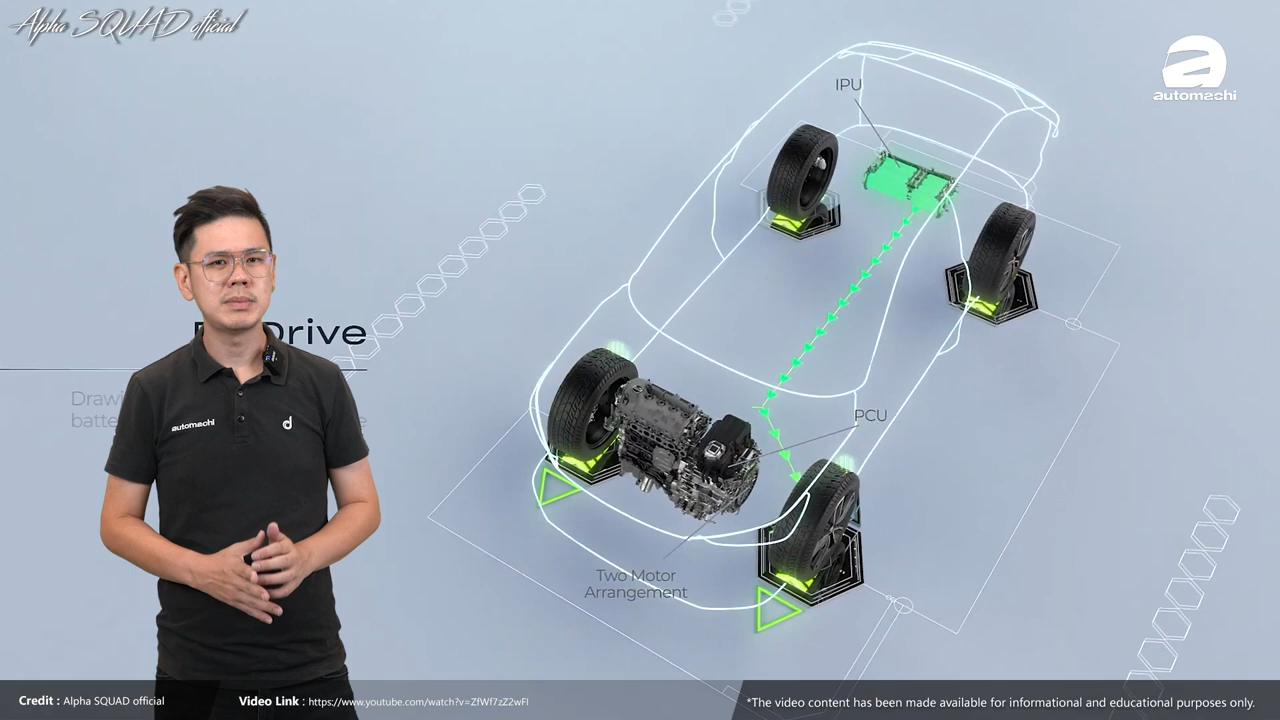 Alpha SQUAD official
automachi
IPU
Drive
Drawi
batte
e
automachi
d
PCU
Two Motor
Arrangement
Credit : Alpha SQUAD official
Video Link : https://www.youtube.com/watch?v=ZfWf7zZ2wFI
*The video content has been made available for informational and educational purposes only.